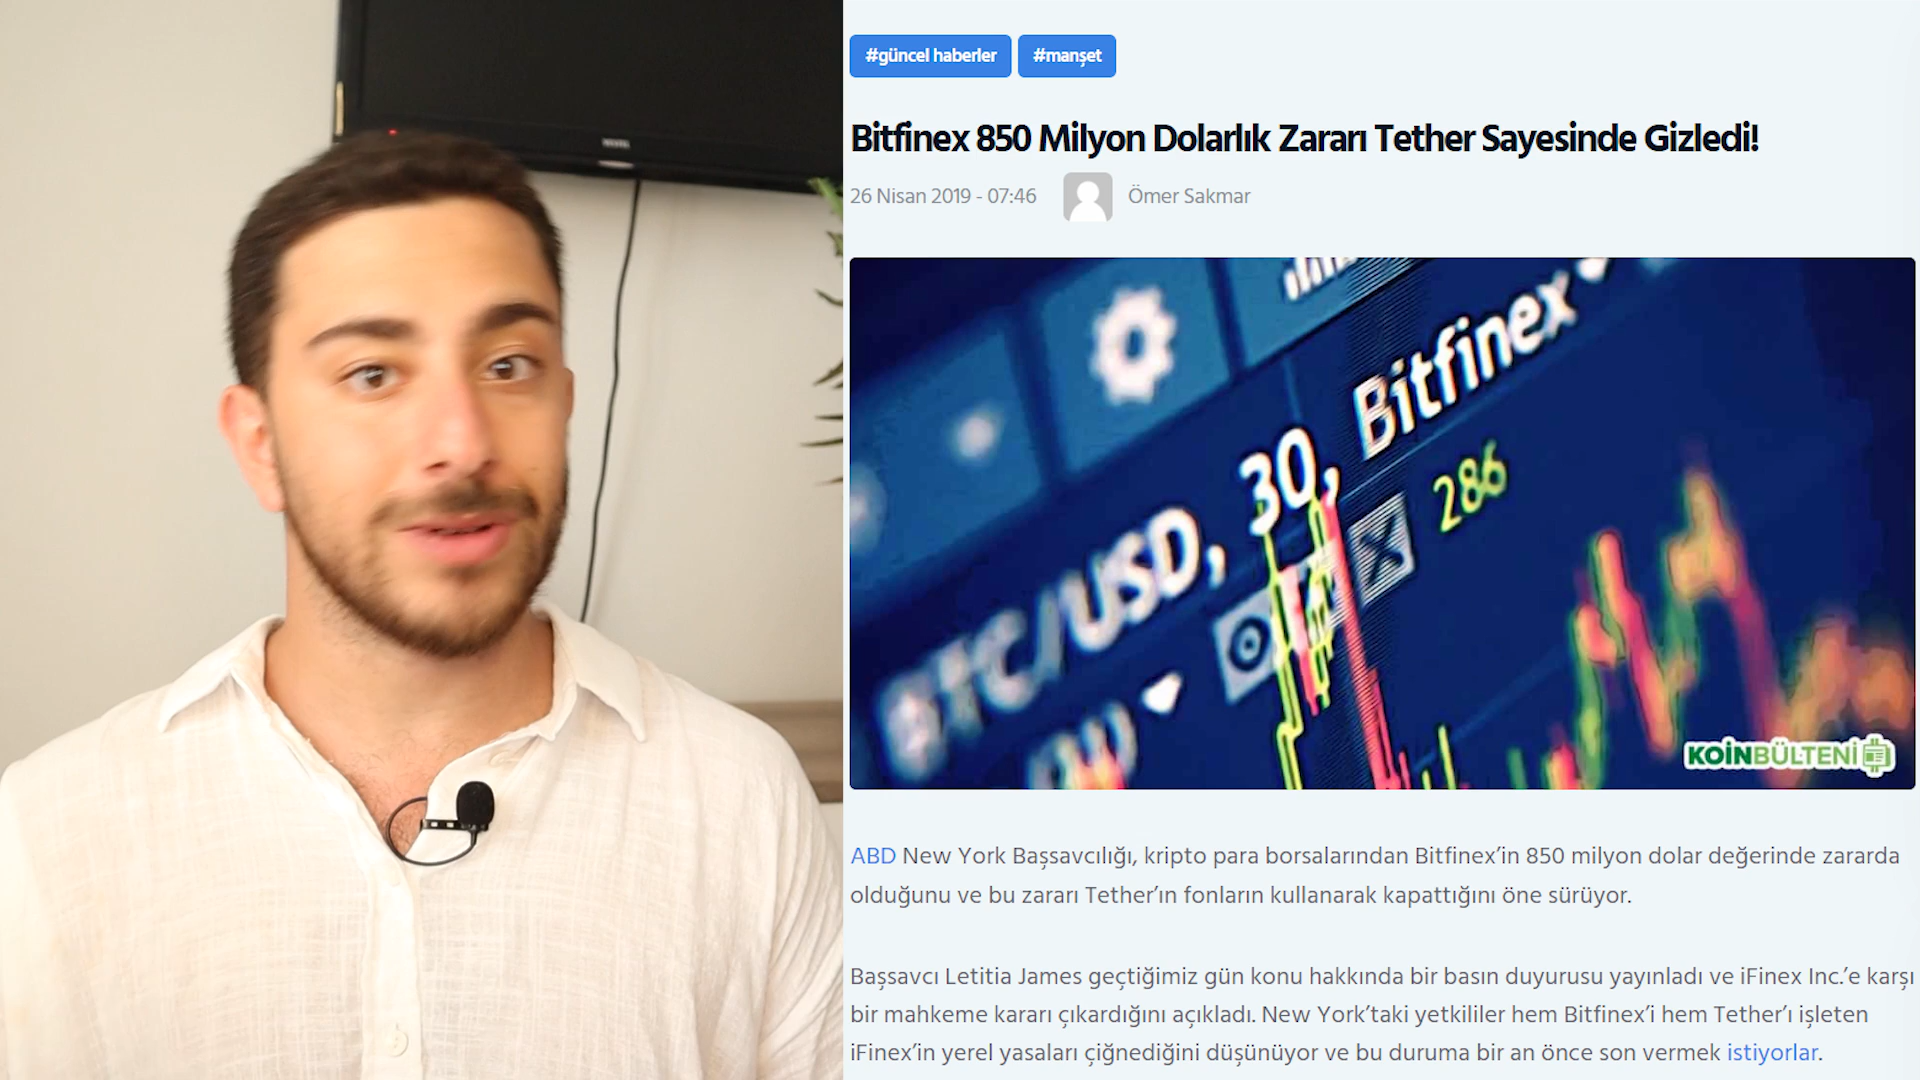 #güncel haberler #manşet
Bitfinex 850 Milyon Dolarlık Zararı Tether Sayesinde Gizledi!
26 Nisan 2019 - 07:46 Ömer Sakmar
BTC/USD, 30, Bitfinex
286
KOİNBÜLTENİ
ABD New York Başsavcılığı, kripto para borsalarından Bitfinex’in 850 milyon dolar değerinde zararda
olduğunu ve bu zararı Tether’ın fonların kullanarak kapattığını öne sürüyor.
Başsavcı Letitia James geçtiğimiz gün konu hakkında bir basın duyurusu yayınladı ve iFinex Inc.’e karşı
bir mahkeme kararı çıkardığını açıkladı. New York’taki yetkililer hem Bitfinex’i hem Tether’ı işleten
iFinex’in yerel yasaları çiğnediğini düşünüyor ve bu duruma bir an önce son vermek istiyorlar.